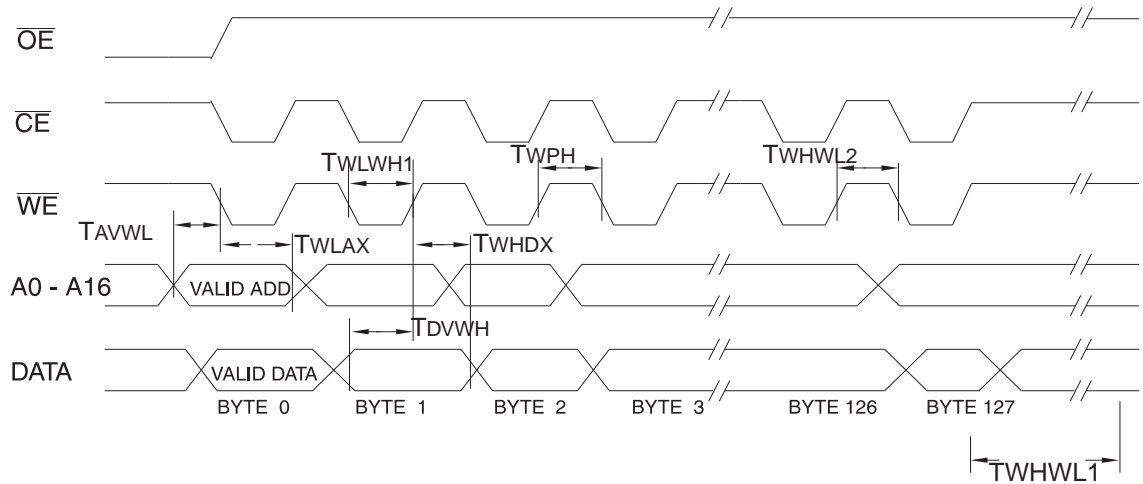 OE
CE
TWLWH1
TWPH
TWHWL2
WE
TAVWL
TWLAX
TWHDX
A0 - A16
VALID ADD
TDVWH
DATA
VALID DATA
BYTE 0
BYTE 1
BYTE 2
BYTE 3
BYTE 126
BYTE 127
TWHWL1